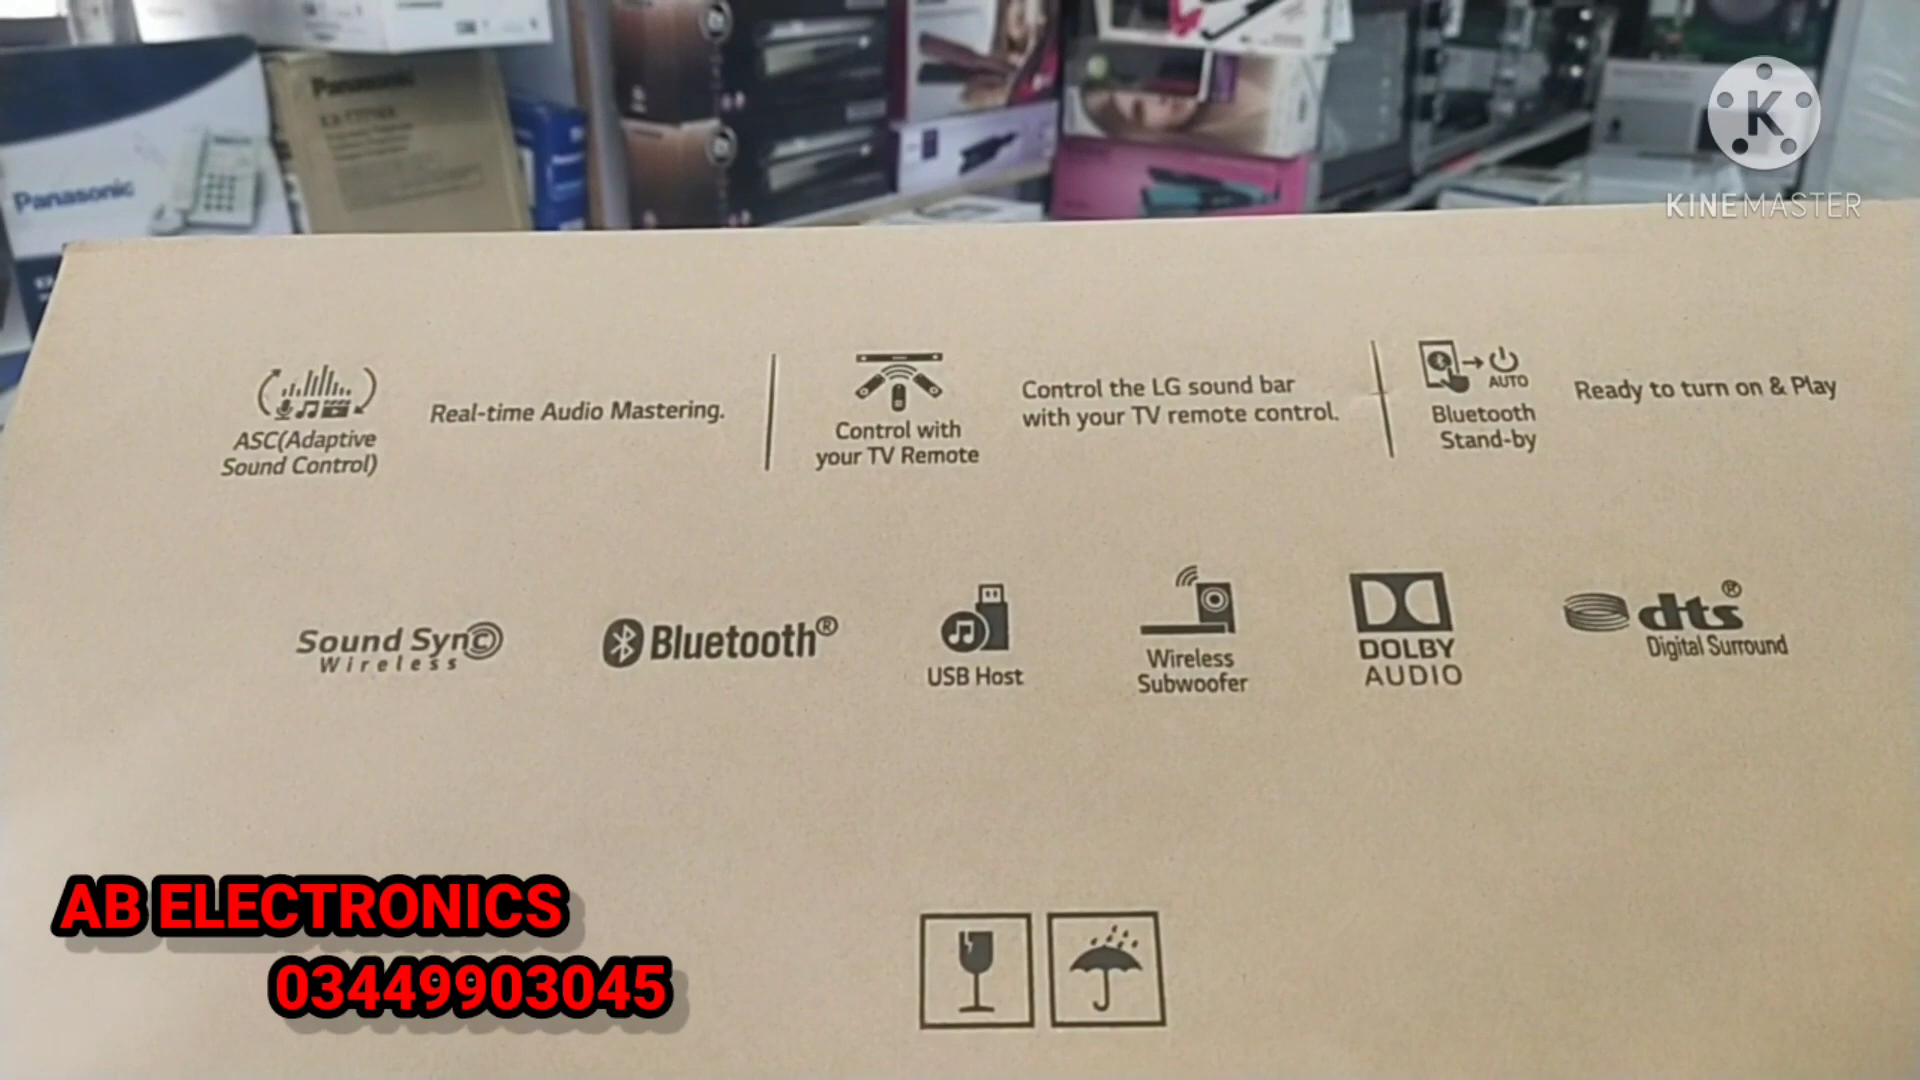 Panasonic
Panasonic
K
KINEMASTER
ASC(Adaptive
Sound Control)
Real-time Audio Mastering.
Control with
your TV Remote
Control the LG sound bar
with your TV remote control.
AUTO
Bluetooth
Stand-by
Ready to turn on & Play
Sound Sync
Wireless
Bluetooth®
USB Host
Wireless
Subwoofer
DOLBY
AUDIO
dts®
Digital Surround
AB ELECTRONICS
03449903045